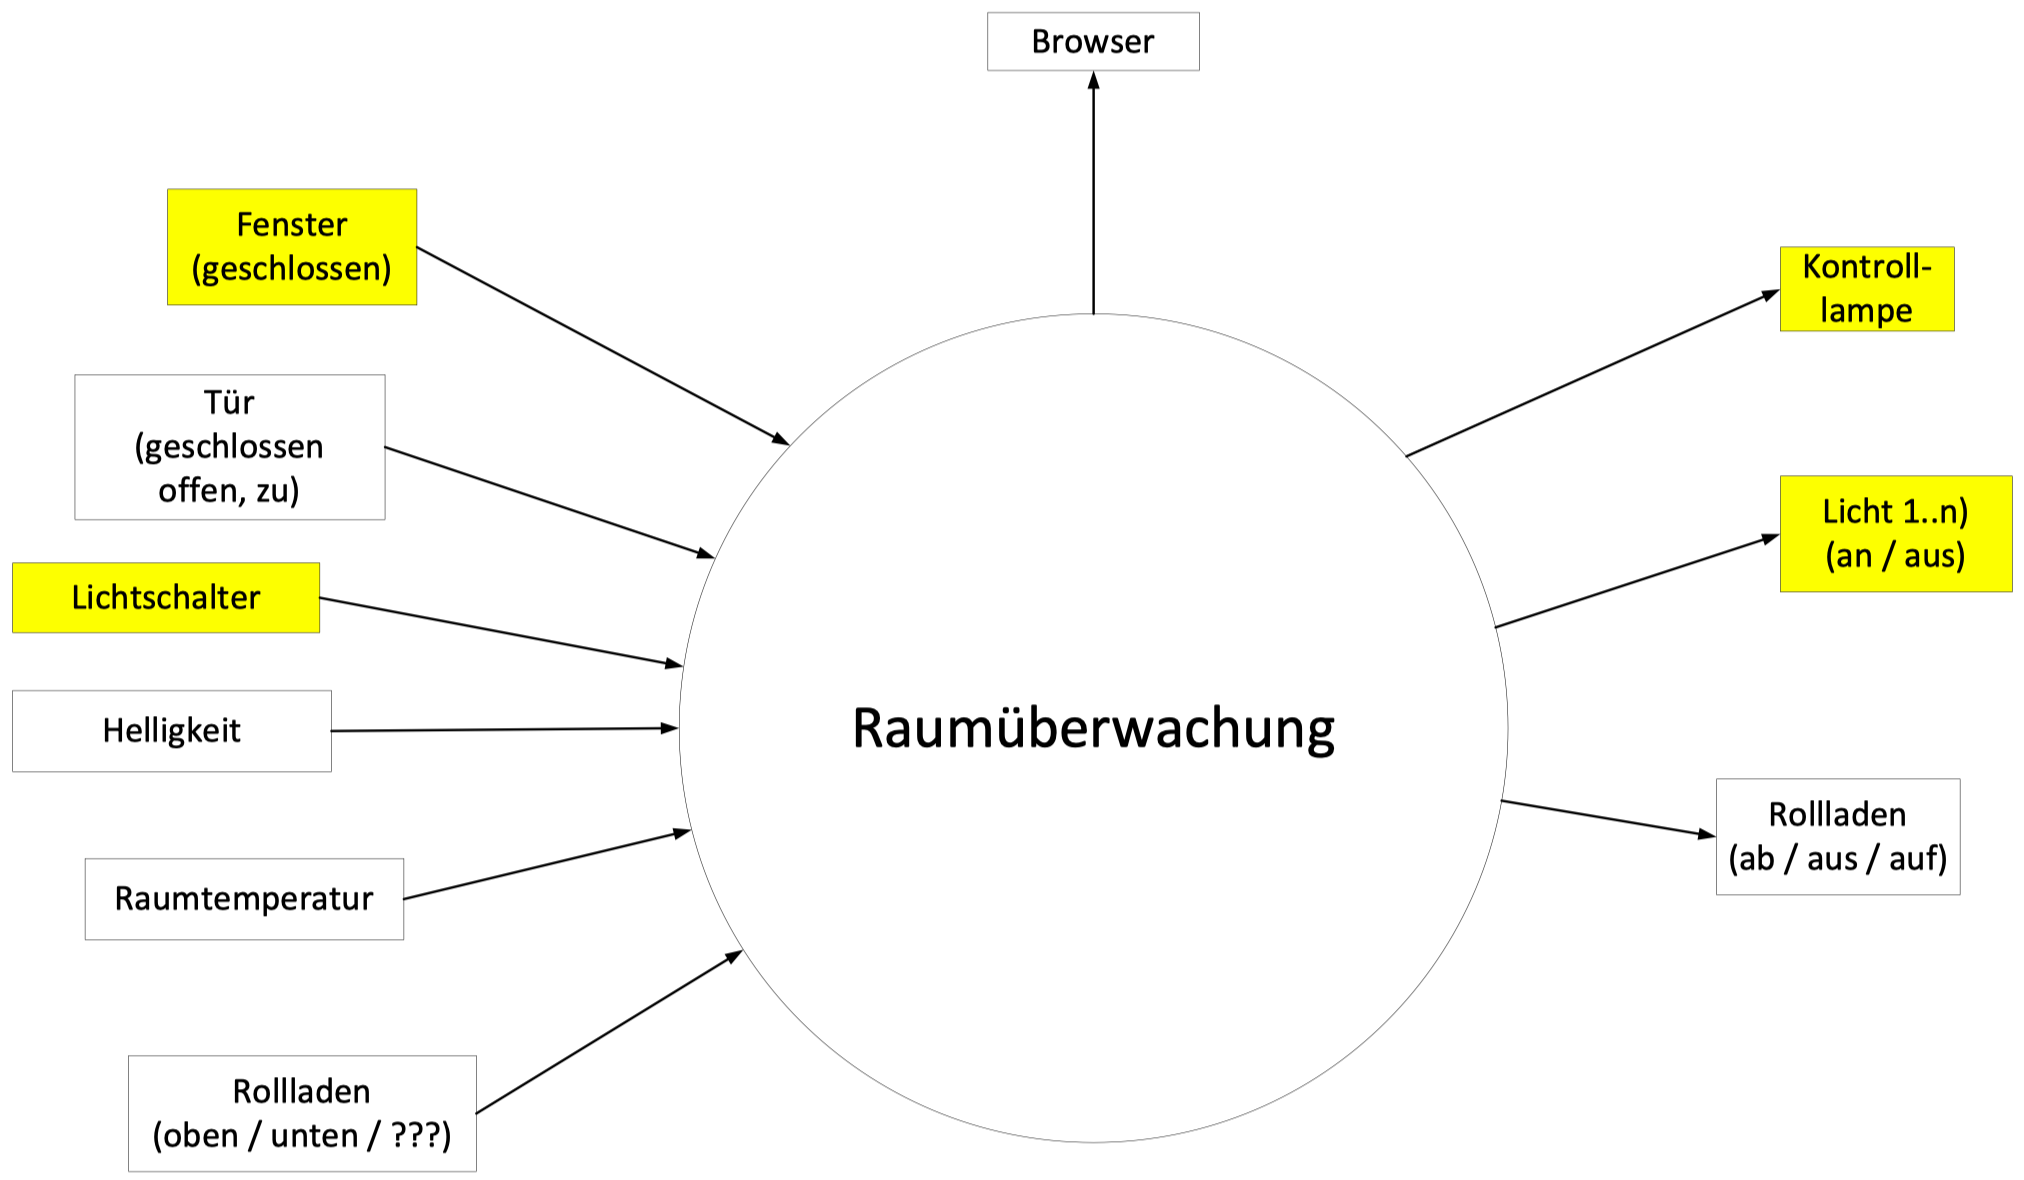 Browser
Fenster
(geschlossen)
Kontroll-
lampe
Tür
(geschlossen
offen, zu)
Licht 1..n)
(an / aus)
Lichtschalter
Helligkeit
Raumüberwachung
Rollladen
(ab / aus / auf)
Raumtemperatur
Rollladen
(oben / unten / ???)